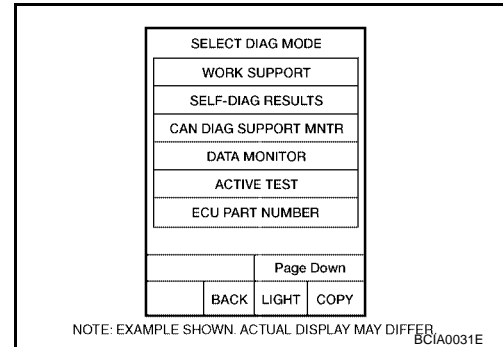 SELECT DIAG MODE
WORK SUPPORT
SELF-DIAG RESULTS
CAN DIAG SUPPORT MNTR
DATA MONITOR
ACTIVE TEST
ECU PART NUMBER
Page Down
BACK LIGHT COPY
NOTE: EXAMPLE SHOWN. ACTUAL DISPLAY MAY DIFFER.
BCIA0031E